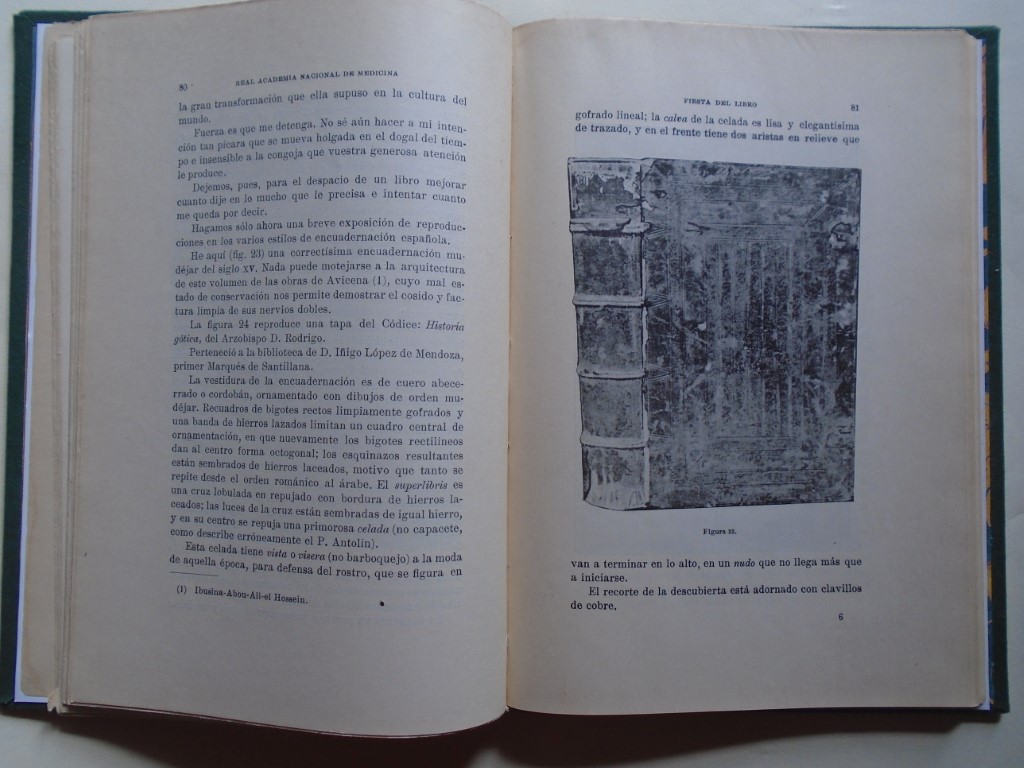 80 REAL ACADEMIA NACIONAL DE MEDICINA
la gran transformación que ella supuso en la cultura del
mundo.
Fuerza es que me detenga. No sé aún hacer a mi inten-
ción tan pícara que se mueva holgada en el dogal del tiem-
po e insensible a la congoja que vuestra generosa atención
le produce.
Dejemos, pues, para el despacio de un libro mejorar
cuanto dije en lo mucho que le precisa e intentar cuanto
me queda por decir.
Hagamos sólo ahora una breve exposición de reproduc-
ciones en los varios estilos de encuadernación española.
He aquí (fig. 23) una correctísima encuadernación mu-
déjar del siglo XV. Nada puede motejarse a la arquitectura
de este volumen de las obras de Avicena (1), cuyo mal es-
tado de conservación nos permite demostrar el cosido y fac-
tura limpia de sus nervios dobles.
La figura 24 reproduce una tapa del Códice: Historia
gótica, del Arzobispo D. Rodrigo.
Perteneció a la biblioteca de D. Iñigo López de Mendoza,
primer Marqués de Santillana.
La vestidura de la encuadernación es de cuero abece-
rrado o cordobán, ornamentado con dibujos de orden mu-
déjar. Recuadros de bigotes rectos limpiamente gofrados y
una banda de hierros lazados limitan un cuadro central de
ornamentación, en que nuevamente los bigotes rectilíneos
dan al centro forma octogonal; los esquinazos resultantes
están sembrados de hierros laceados, motivo que tanto se
repite desde el orden románico al árabe. El superlibris es
una cruz lobulada en repujado con bordura de hierros la-
ceados; las luces de la cruz están sembradas de igual hierro,
y en su centro se repuja una primorosa celada (no capacete,
como describe erróneamente el P. Antolín).
Esta celada tiene vista o visera (no barboquejo) a la moda
de aquella época, para defensa del rostro, que se figura en
(1) Ibusina-Abou-Ali-el Hossein.
FIESTA DEL LIBRO 81
gofrado lineal; la calva de la celada es lisa y elegantísima
de trazado, y en el frente tiene dos aristas en relieve que
Figura 23.
van a terminar en lo alto, en un nudo que no llega más que
a iniciarse.
El recorte de la descubierta está adornado con clavillos
de cobre,
6